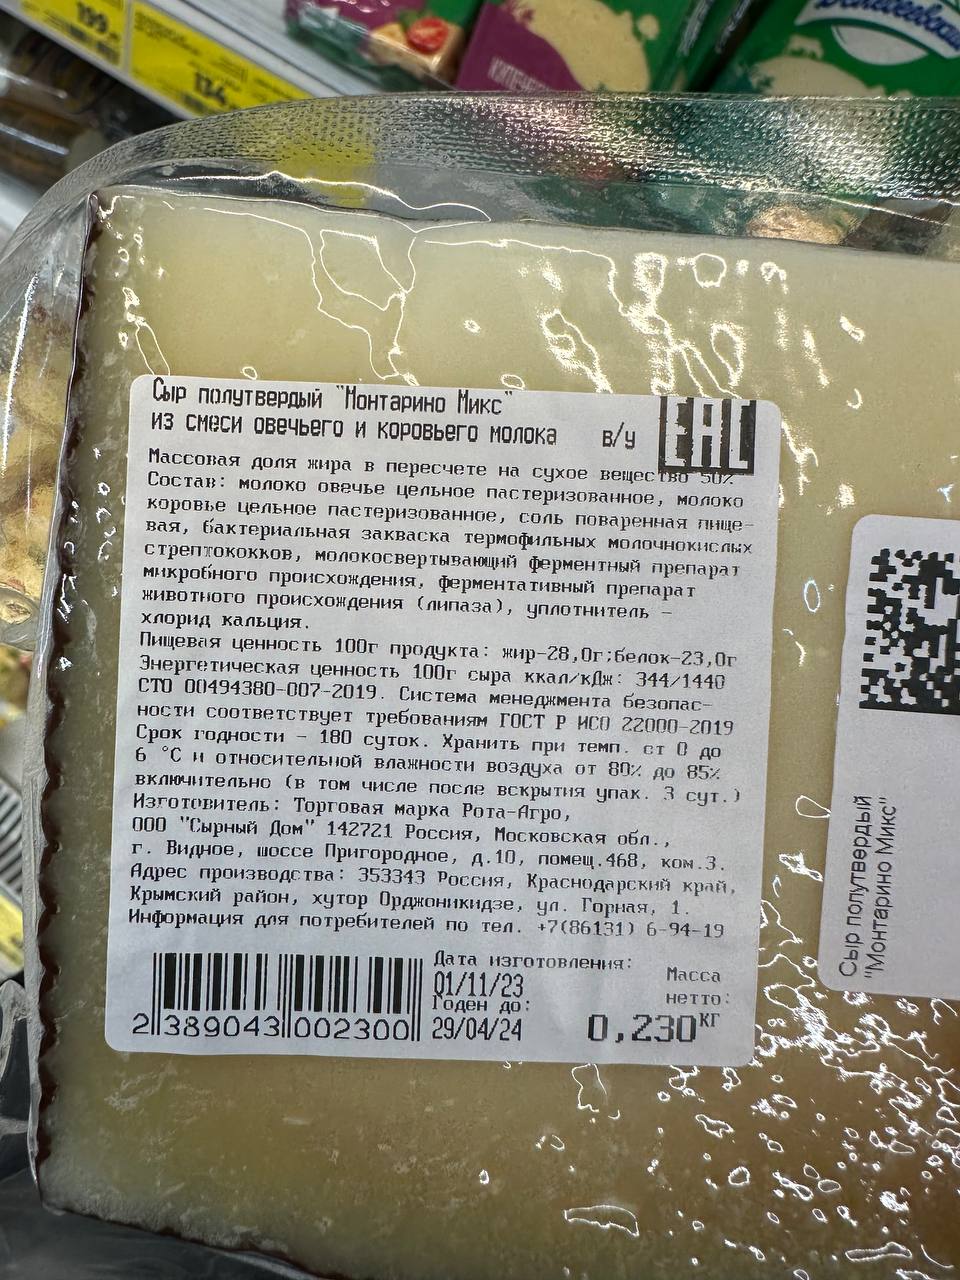 199
134
Сыр полутвердый "Монтарино Микс"
из смеси овечьего и коровьего молока в/у
EAC
Массовая доля жира в пересчете на сухое вещество 50%
Состав: молоко овечье цельное пастеризованное, молоко
коровье цельное пастеризованное, соль поваренная пище-
вая, бактериальная закваска термофильных молочнокислых
стрептококков, молокосвертывающий ферментный препарат
микробного происхождения, ферментативный препарат
животного происхождения (липаза), уплотнитель -
хлорид кальция.
Пищевая ценность 100г продукта: жир-28,0г;белок-23,0г
Энергетическая ценность 100г сыра ккал/кДж: 344/1440
СТО 00494380-007-2019. Система менеджмента безопас-
ности соответствует требованиям ГОСТ Р ИСО 22000-2019
Срок годности - 180 суток. Хранить при темп. от 0 до
6 °С и относительной влажности воздуха от 80% до 85%
включительно (в том числе после вскрытия упак. 3 сут.)
Изготовитель: Торговая марка Рота-Агро,
ООО "Сырный Дом" 142721 Россия, Московская обл.,
г. Видное, шоссе Пригородное, д.10, помещ.468, ком.3.
Адрес производства: 353343 Россия, Краснодарский край,
Крымский район, хутор Орджоникидзе, ул. Горная, 1.
Информация для потребителей по тел. +7(86131) 6-94-19
Дата изготовления:
01/11/23
Годен до:
29/04/24
Масса
нетто:
0,230кг
2 389043 002300
Сыр полутвердый
"Монтарино Микс"